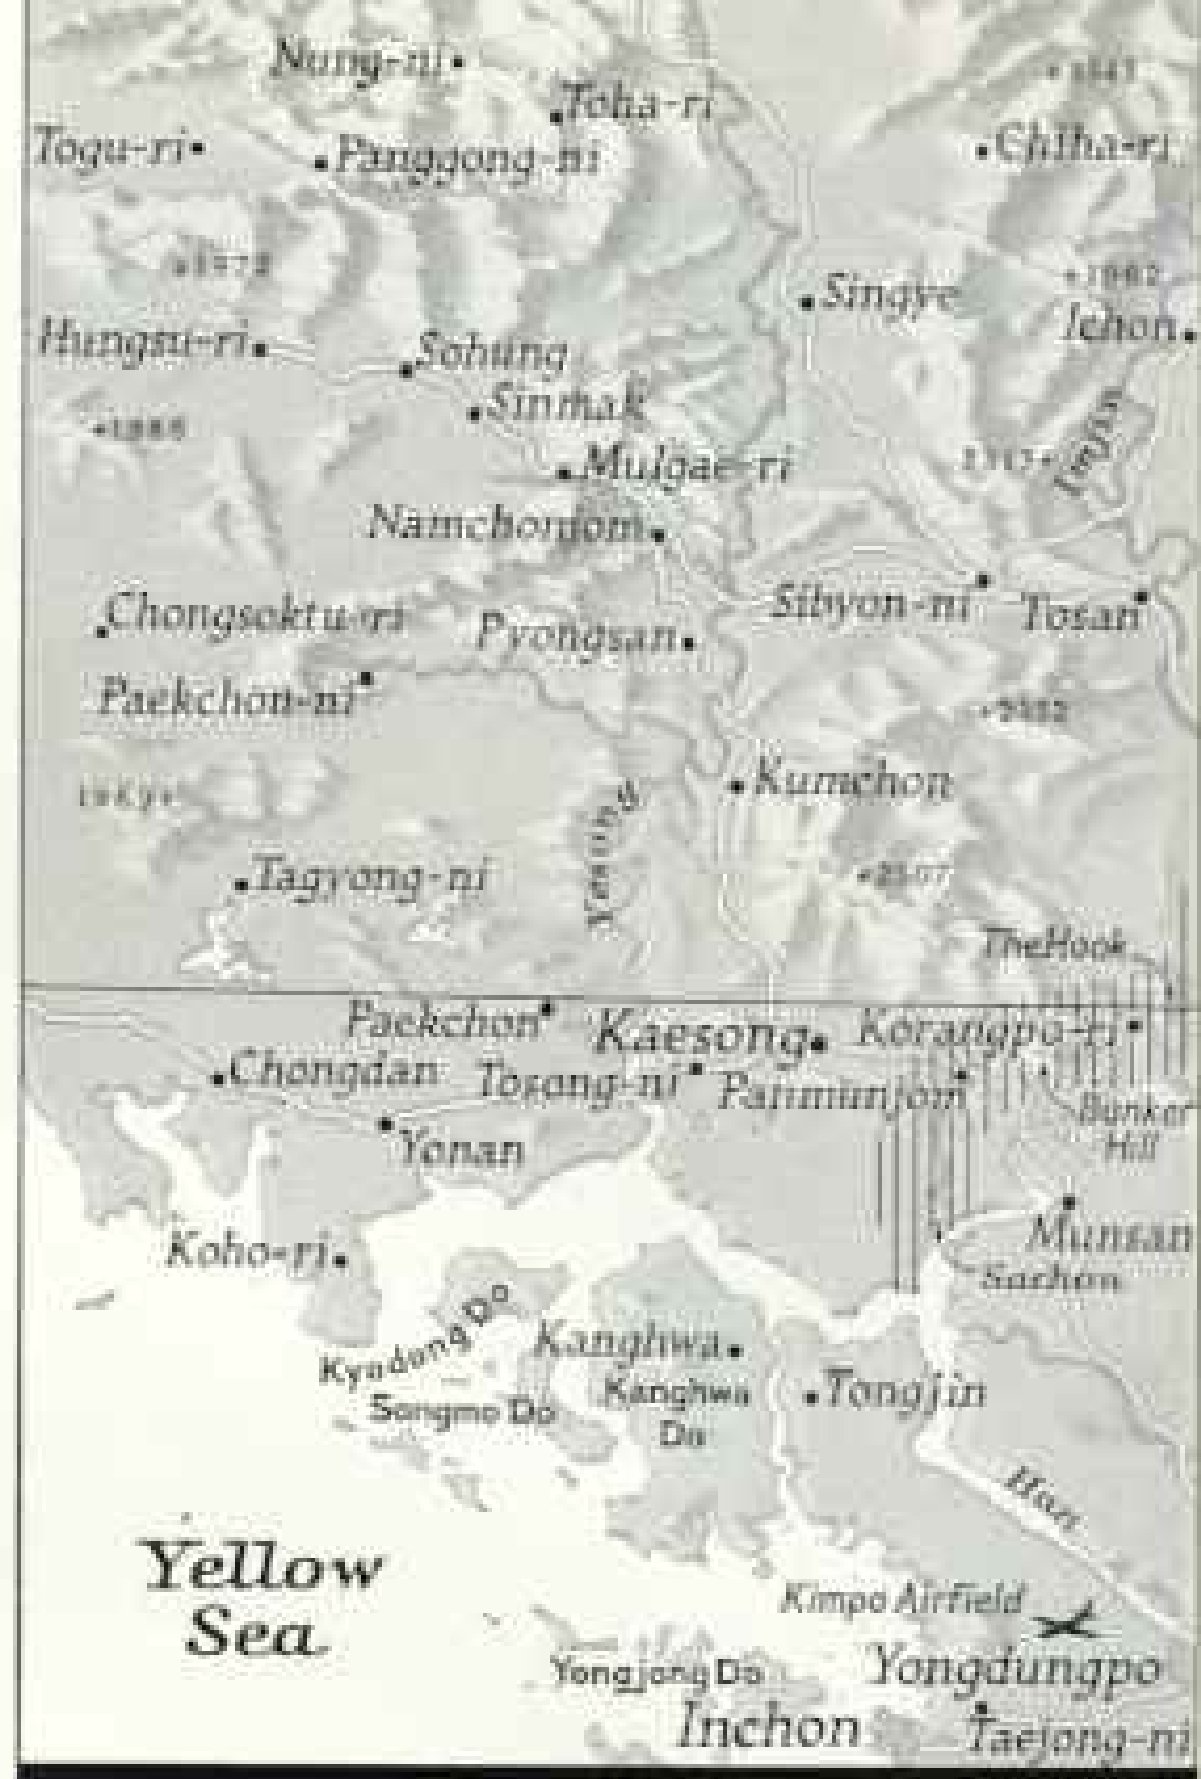 Nung-ni
Toha-ri
Togu-ri
Panggong-ni
Chiha-ri
Singye
Ichon
Hungsu-ri
Sohung
Sinmak
Imjin
Mulgae-ri
Namchonjom
Sibyon-ni
Tosan
Chongsoktu-ri
Pyongsan
Paekchon-ni
Kumchon
Yesong
Tagyong-ni
The Hook
Paekchon
Kaesong
Korangpo-ri
Chongdan
Tosong-ni
Panmunjom
Bunker
Hill
Yonan
Munsan
Koho-ri
Sachon
Kyodong Do
Kanghwa
Kanghwa
Do
Songmo Do
Tongjin
Han
Yellow
Sea
Kimpo Airfield
Yongjong Do
Yongdungpo
Inchon
Taejong-ni